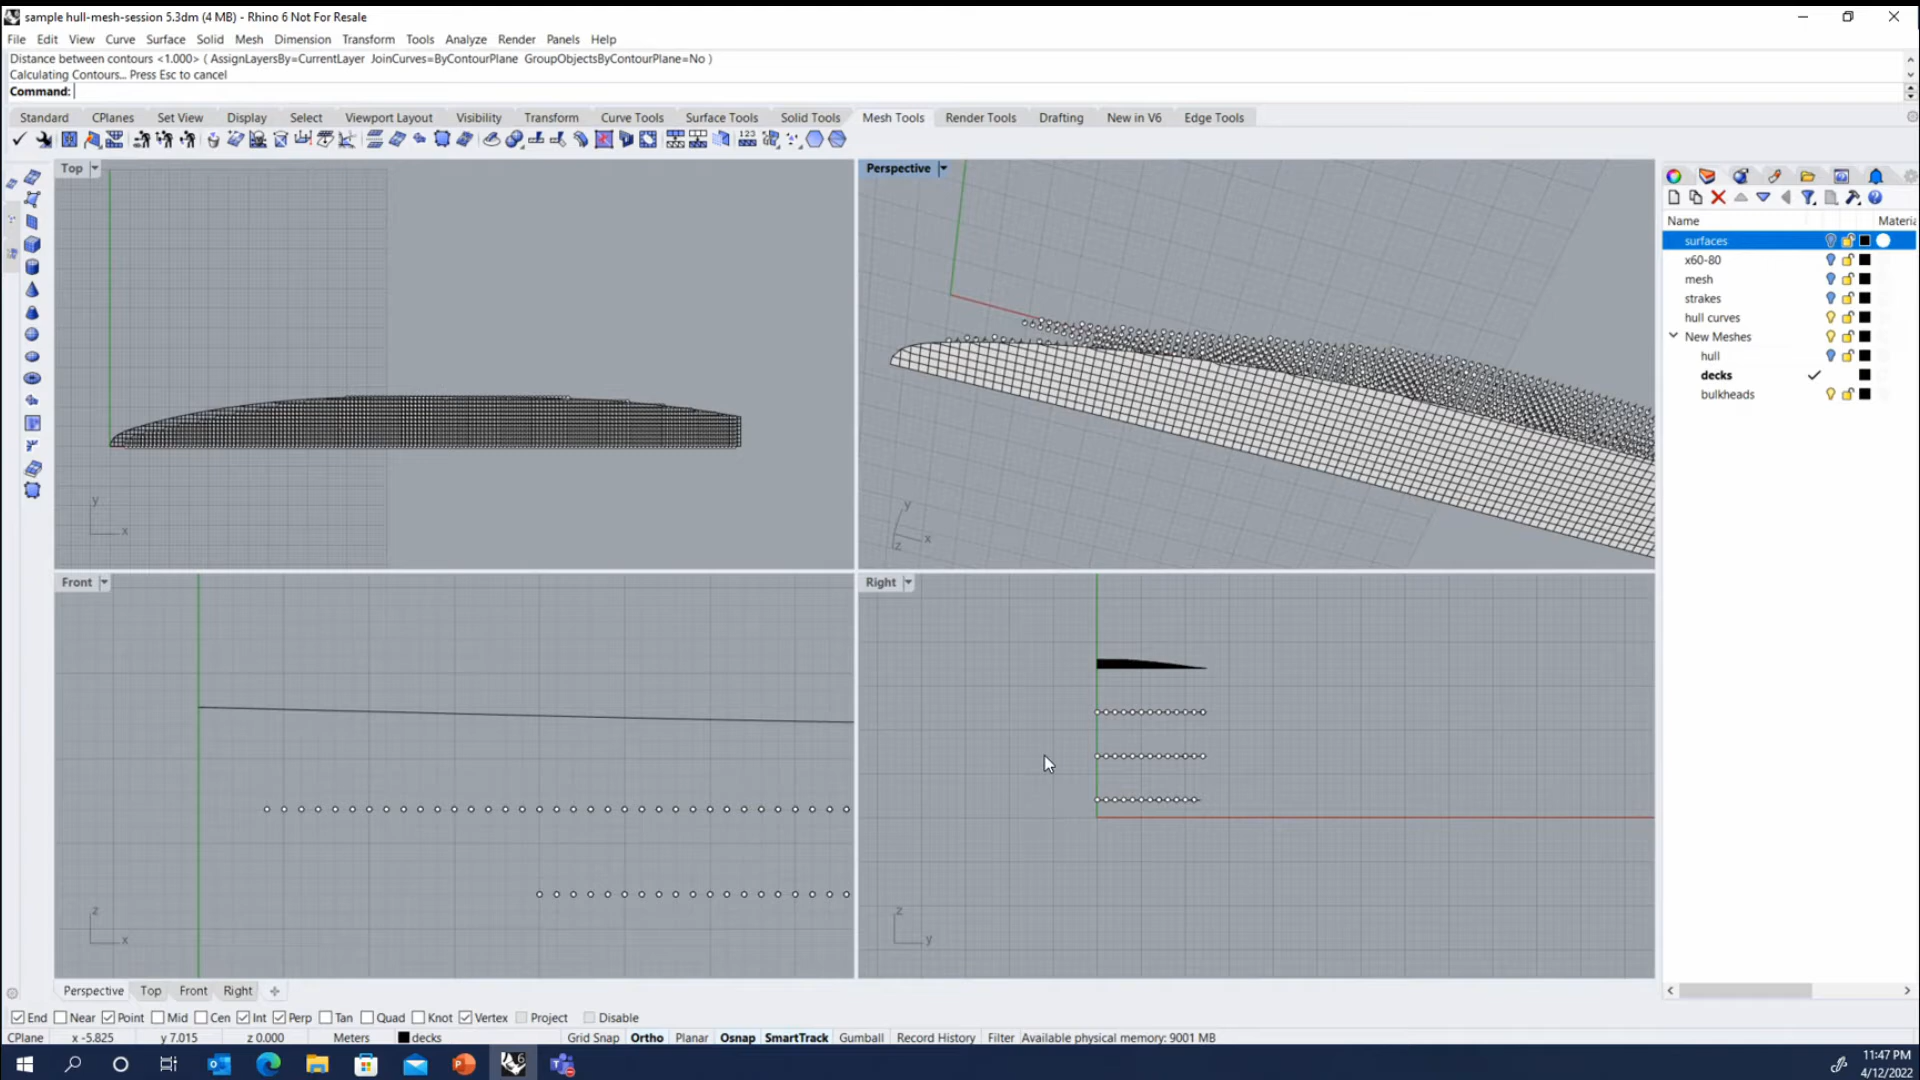 sample hull-mesh-session 5.3dm (4 MB) - Rhino 6 Not For Resale
File Edit View Curve Surface Solid Mesh Dimension Transform Tools Analyze Render Panels Help
Distance between contours <1.000> ( AssignLayersBy=CurrentLayer JoinCurves=ByContourPlane GroupObjectsByContourPlane=No )
Calculating Contours... Press Esc to cancel
Command:
Standard CPlanes Set View Display Select Viewport Layout Visibility Transform Curve Tools Surface Tools Solid Tools Mesh Tools Render Tools Drafting New in V6 Edge Tools
123
Top
Perspective
Name Materia
surfaces
x60-80
mesh
strakes
hull curves
New Meshes
hull
decks
bulkheads
y
x
y
x
z
Front
Right
z
x
z
y
Perspective Top Front Right
End Near Point Mid Cen Int Perp Tan Quad Knot Vertex Project Disable
CPlane x -5.825 y 7.015 z 0.000 Meters decks Grid Snap Ortho Planar Osnap SmartTrack Gumball Record History Filter Available physical memory: 9001 MB
11:47 PM
4/12/2022